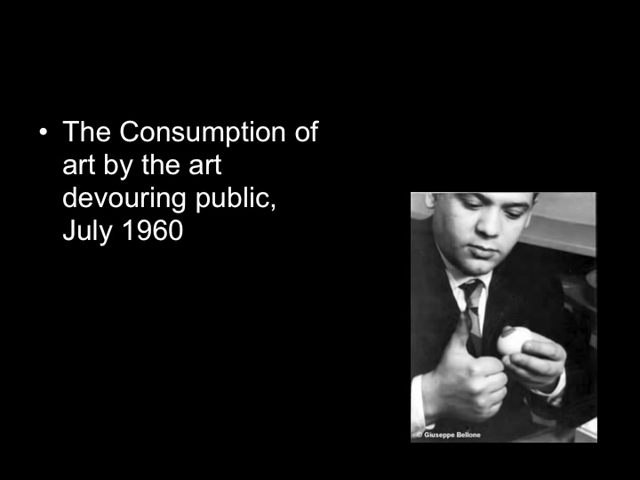 • The Consumption of
art by the art
devouring public,
July 1960
© Giuseppe Bellone